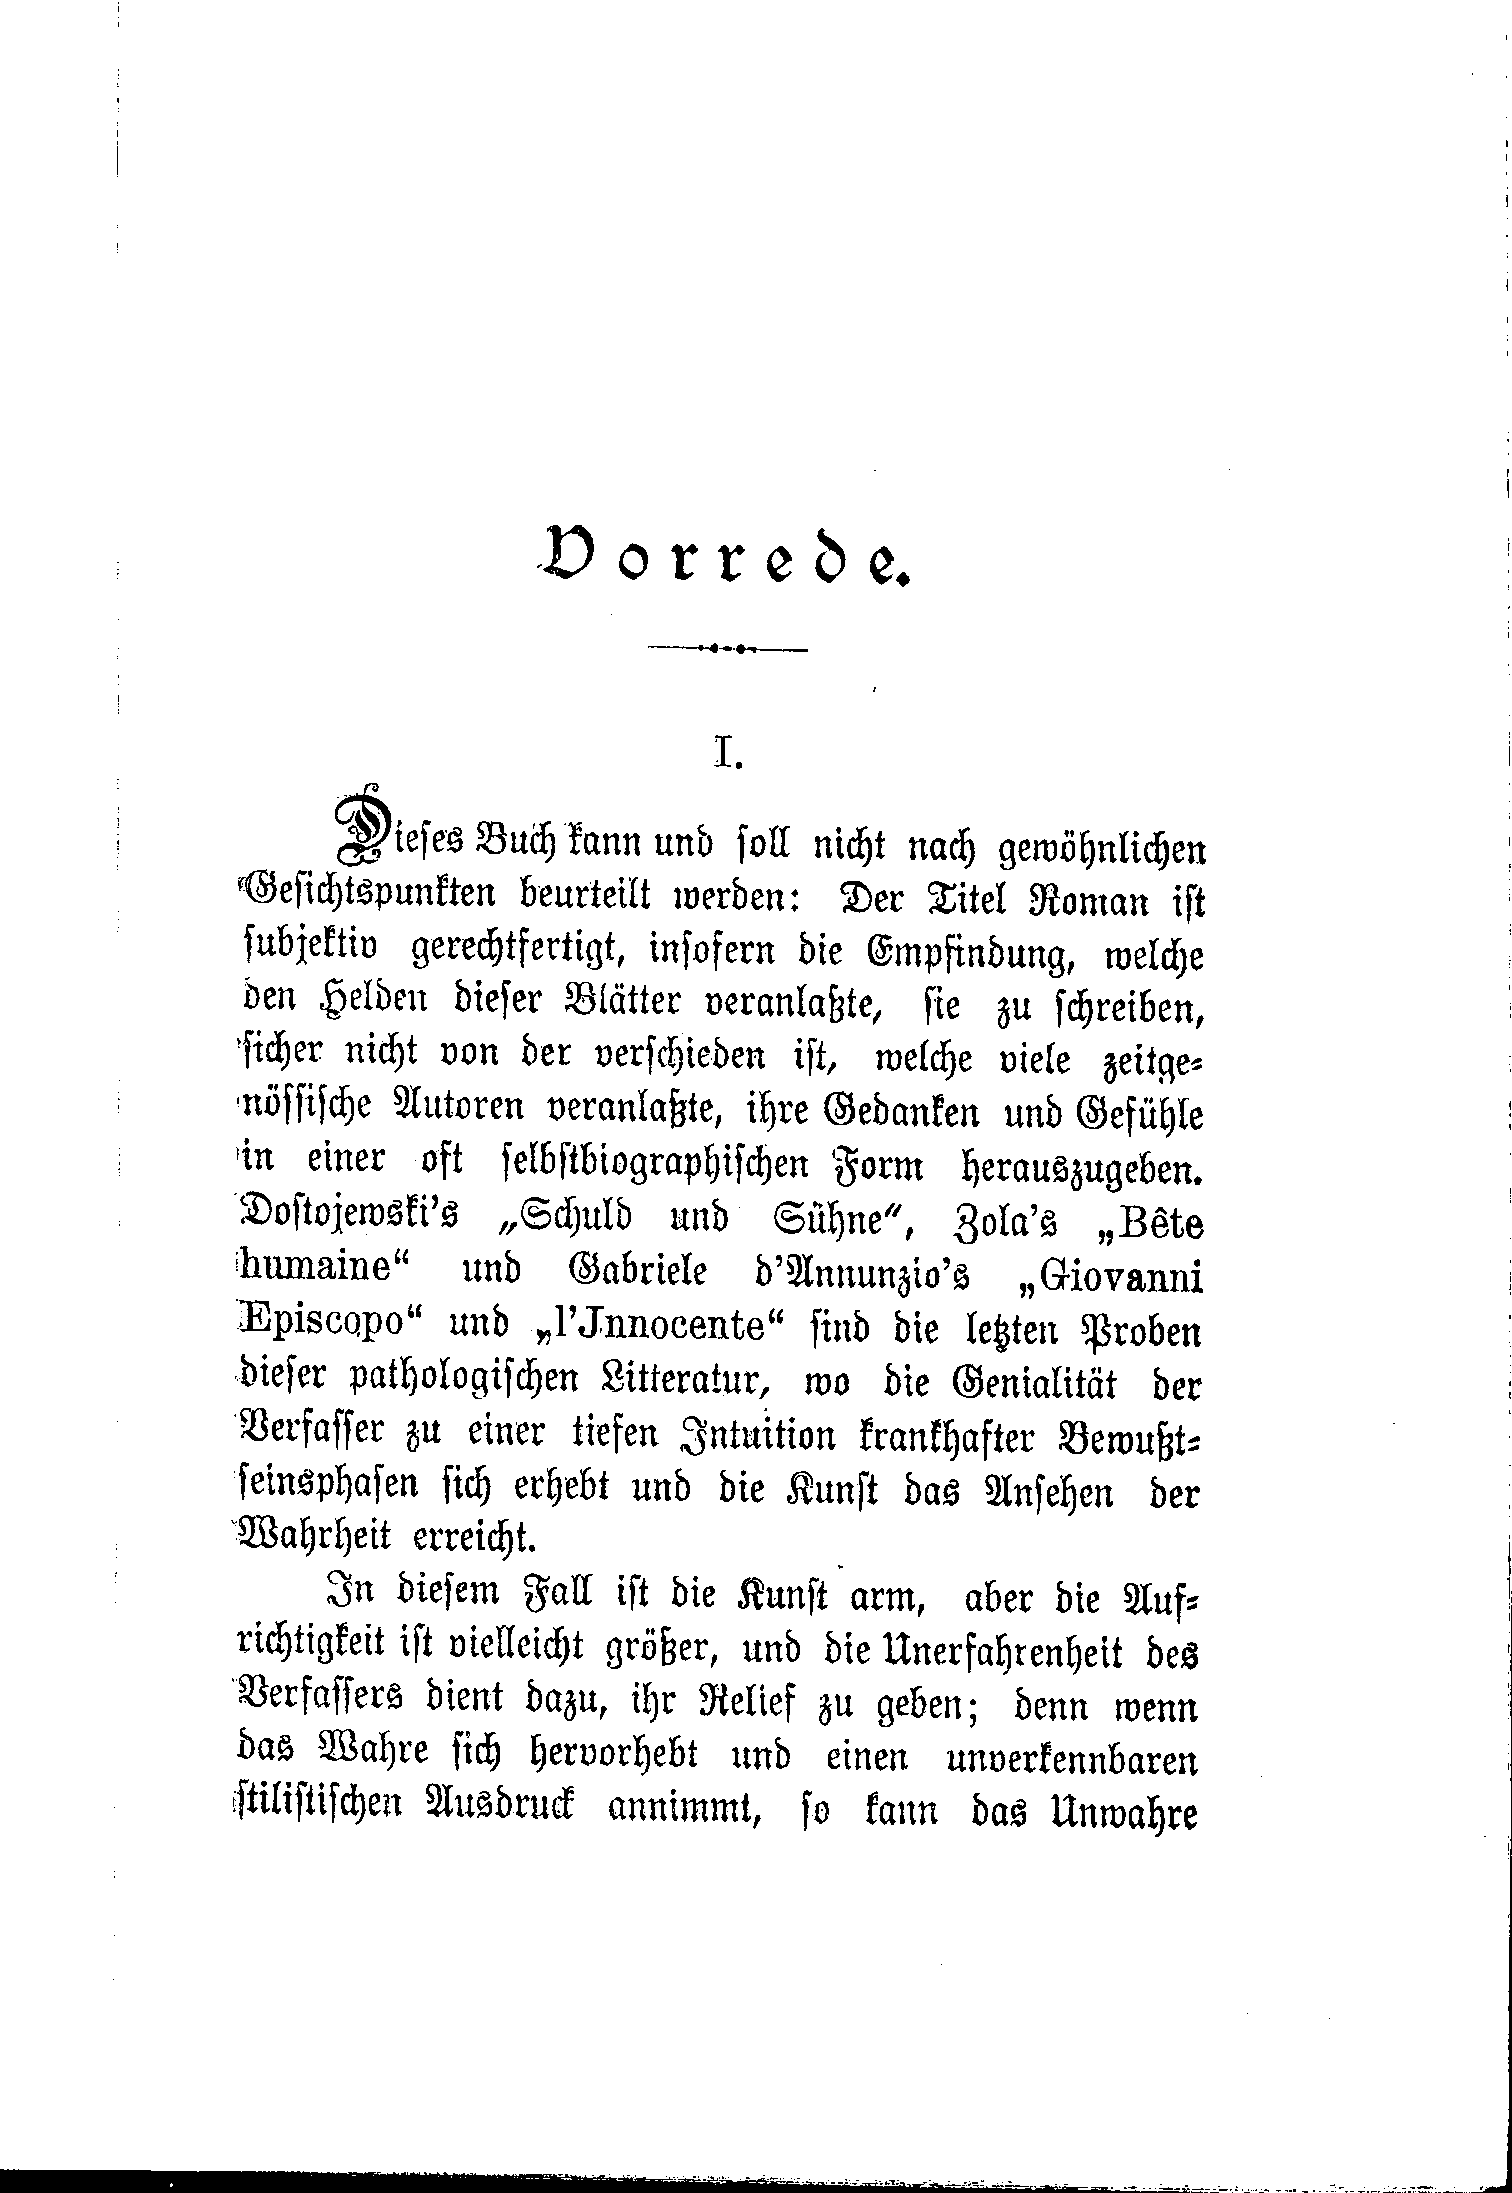 Vorrede.
I.
Dieses Buch kann und soll nicht nach gewöhnlichen
Gesichtspunkten beurteilt werden: Der Titel Roman ist
subjektiv gerechtfertigt, insofern die Empfindung, welche
den Helden dieser Blätter veranlaßte, sie zu schreiben,
sicher nicht von der verschieden ist, welche viele zeitge-
nössische Autoren veranlaßte, ihre Gedanken und Gefühle
in einer oft selbstbiographischen Form herauszugeben.
Dostojewski's „Schuld und Sühne“, Zola's „Bête
humaine“ und Gabriele d'Annunzio's „Giovanni
Episcopo“ und „l'Innocente“ sind die letzten Proben
dieser pathologischen Litteratur, wo die Genialität der
Verfasser zu einer tiefen Intuition krankhafter Bewußt-
seinsphasen sich erhebt und die Kunst das Ansehen der
Wahrheit erreicht.
In diesem Fall ist die Kunst arm, aber die Auf-
richtigkeit ist vielleicht größer, und die Unerfahrenheit des
Verfassers dient dazu, ihr Relief zu geben; denn wenn
das Wahre sich hervorhebt und einen unverkennbaren
stilistischen Ausdruck annimmt, so kann das Unwahre